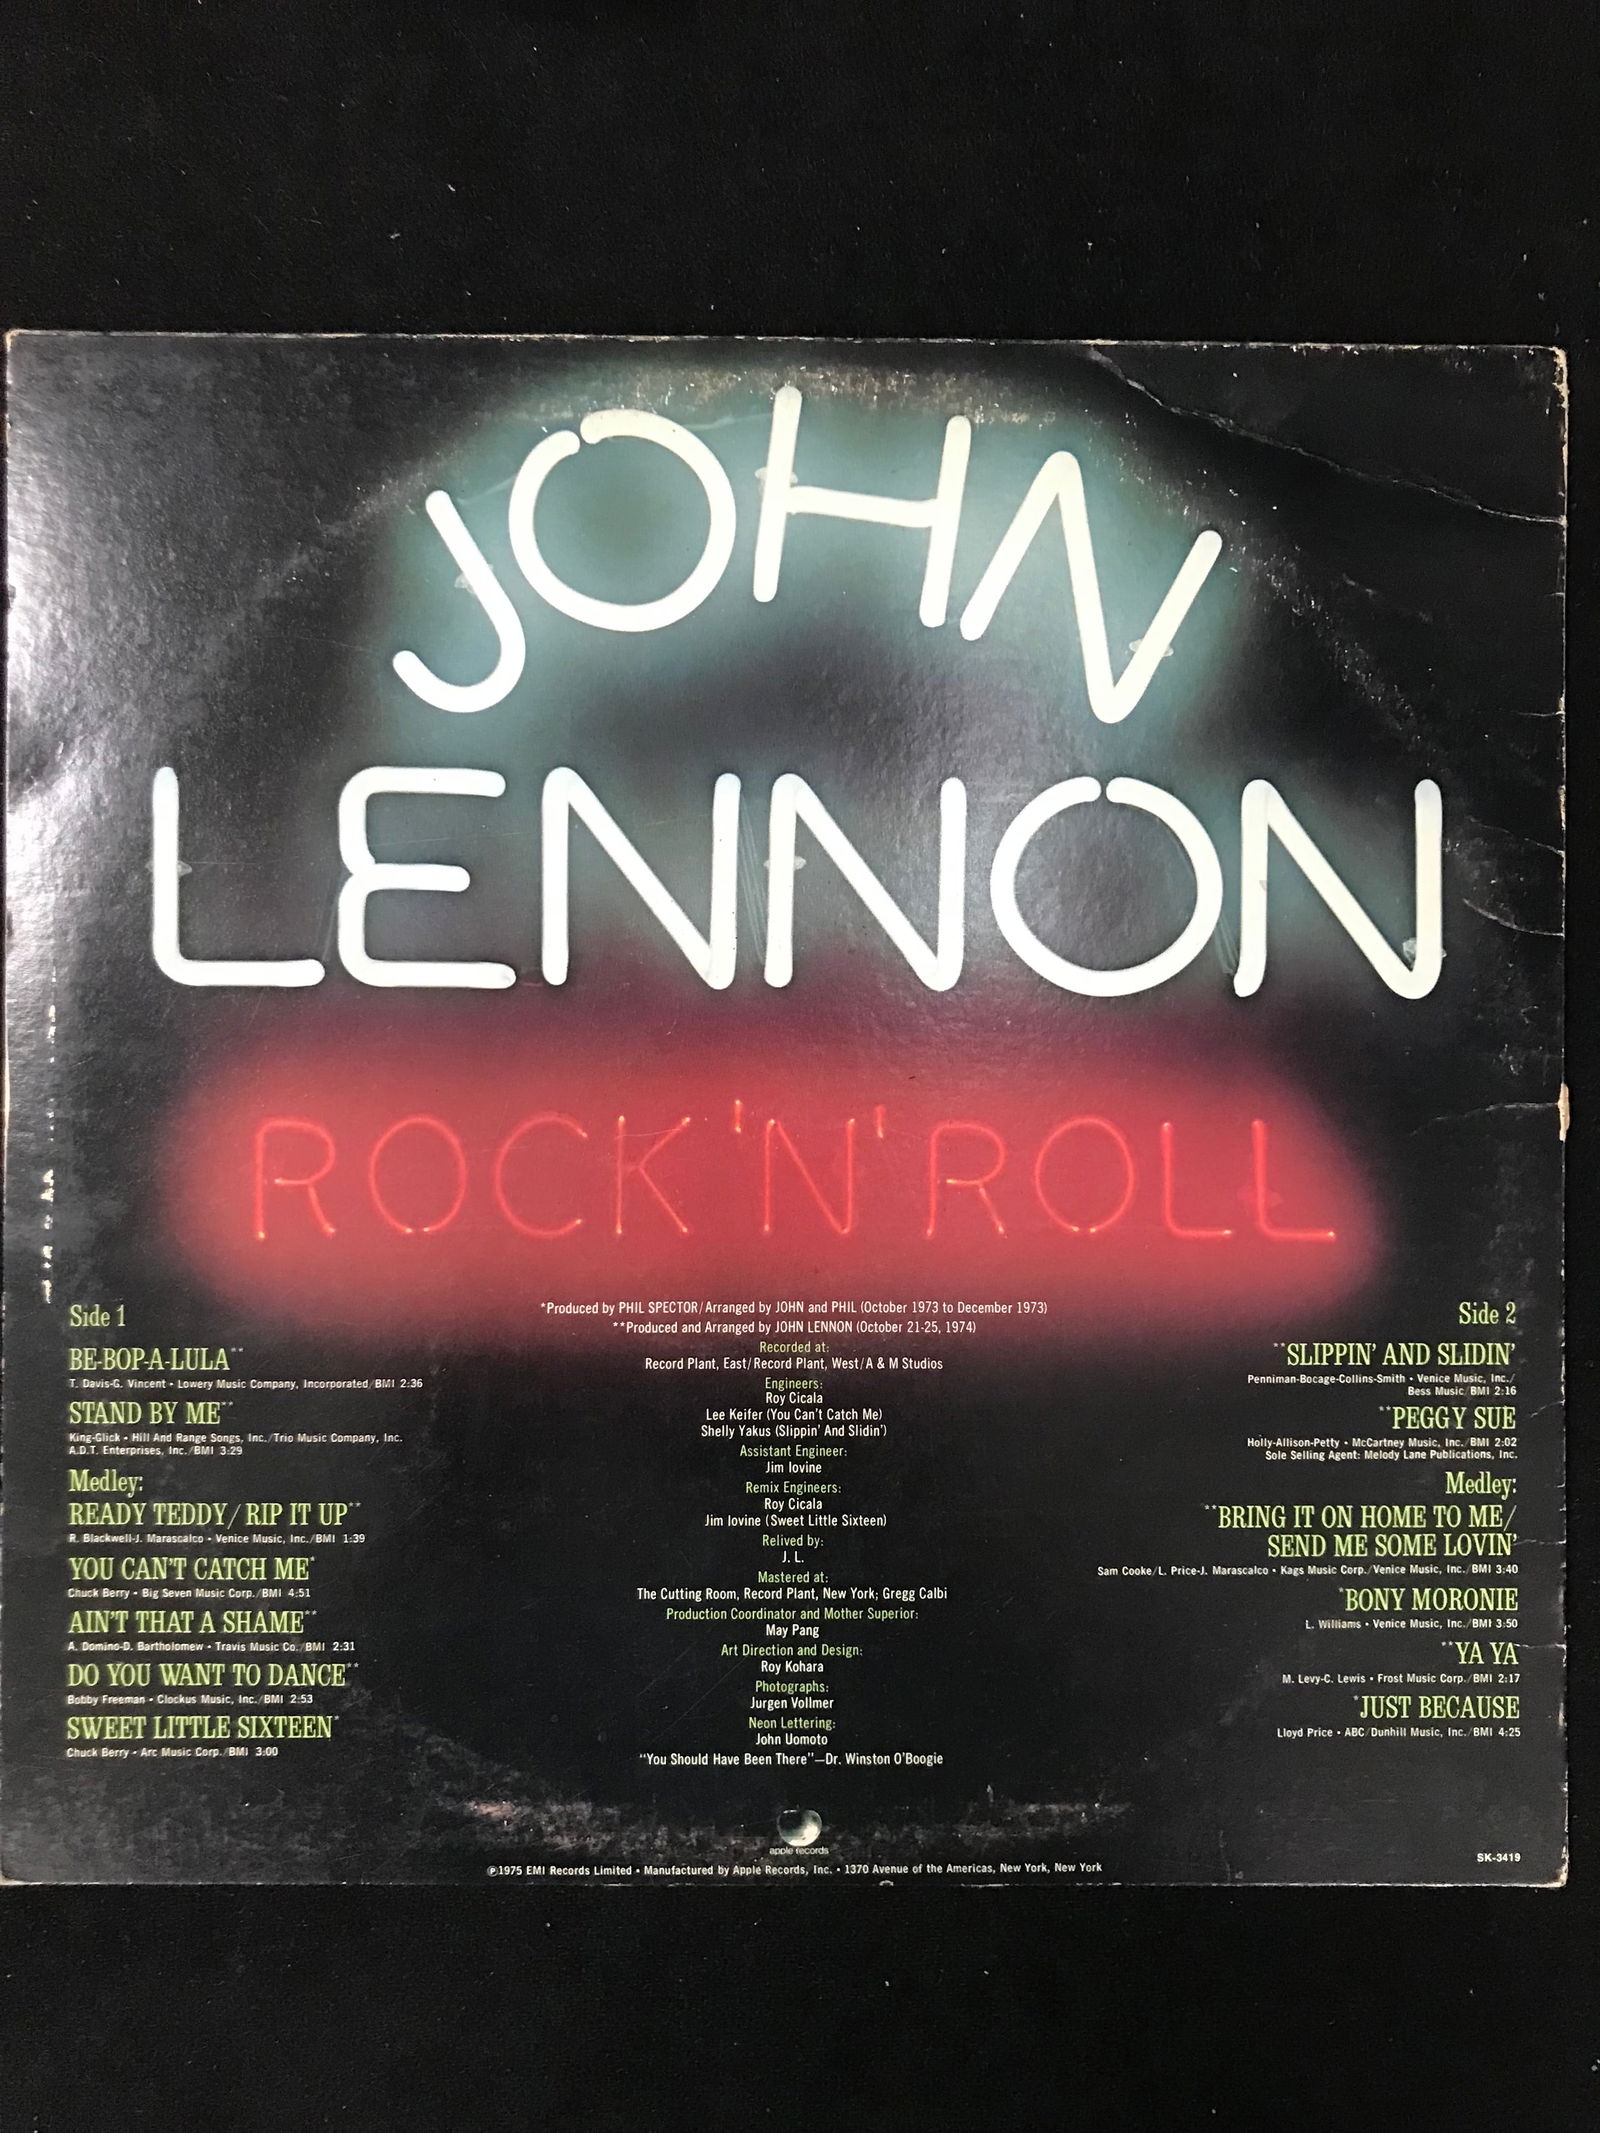 JOHN
LENNON
ROCK 'N' ROLL
Side 1
BE-BOP-A-LULA**
T. Davis-G. Vincent • Lowery Music Company, Incorporated/BMI 2:36
STAND BY ME**
King-Glick • Hill And Range Songs, Inc./Trio Music Company, Inc.
A.D.T. Enterprises, Inc./BMI 3:29
Medley:
READY TEDDY/RIP IT UP**
R. Blackwell-J. Marascalco • Venice Music, Inc./BMI 1:39
YOU CAN'T CATCH ME*
Chuck Berry • Big Seven Music Corp./BMI 4:51
AIN'T THAT A SHAME**
A. Domino-D. Bartholomew • Travis Music Co./BMI 2:31
DO YOU WANT TO DANCE**
Bobby Freeman • Clockus Music, Inc./BMI 2:53
SWEET LITTLE SIXTEEN*
Chuck Berry • Arc Music Corp./BMI 3:00
*Produced by PHIL SPECTOR/Arranged by JOHN and PHIL (October 1973 to December 1973)
**Produced and Arranged by JOHN LENNON (October 21-25, 1974)
Recorded at:
Record Plant, East/Record Plant, West/A & M Studios
Engineers:
Roy Cicala
Lee Keifer (You Can't Catch Me)
Shelly Yakus (Slippin' And Slidin')
Assistant Engineer:
Jim Iovine
Remix Engineers:
Roy Cicala
Jim Iovine (Sweet Little Sixteen)
Relived by:
J. L.
Mastered at:
The Cutting Room, Record Plant, New York; Gregg Calbi
Production Coordinator and Mother Superior:
May Pang
Art Direction and Design:
Roy Kohara
Photographs:
Jurgen Vollmer
Neon Lettering:
John Uomoto
"You Should Have Been There"—Dr. Winston O'Boogie
Side 2
**SLIPPIN' AND SLIDIN'
Penniman-Bocage-Collins-Smith • Venice Music, Inc./
Bess Music/BMI 2:16
**PEGGY SUE
Holly-Allison-Petty • McCartney Music, Inc./BMI 2:02
Sole Selling Agent: Melody Lane Publications, Inc.
Medley:
**BRING IT ON HOME TO ME/
SEND ME SOME LOVIN'
Sam Cooke/L. Price-J. Marascalco • Kags Music Corp./Venice Music, Inc./BMI 3:40
*BONY MORONIE
L. Williams • Venice Music, Inc./BMI 3:50
**YA YA
M. Levy-C. Lewis • Frost Music Corp./BMI 2:17
*JUST BECAUSE
Lloyd Price • ABC/Dunhill Music, Inc./BMI 4:25
apple records
℗1975 EMI Records Limited • Manufactured by Apple Records, Inc. • 1370 Avenue of the Americas, New York, New York
SK-3419